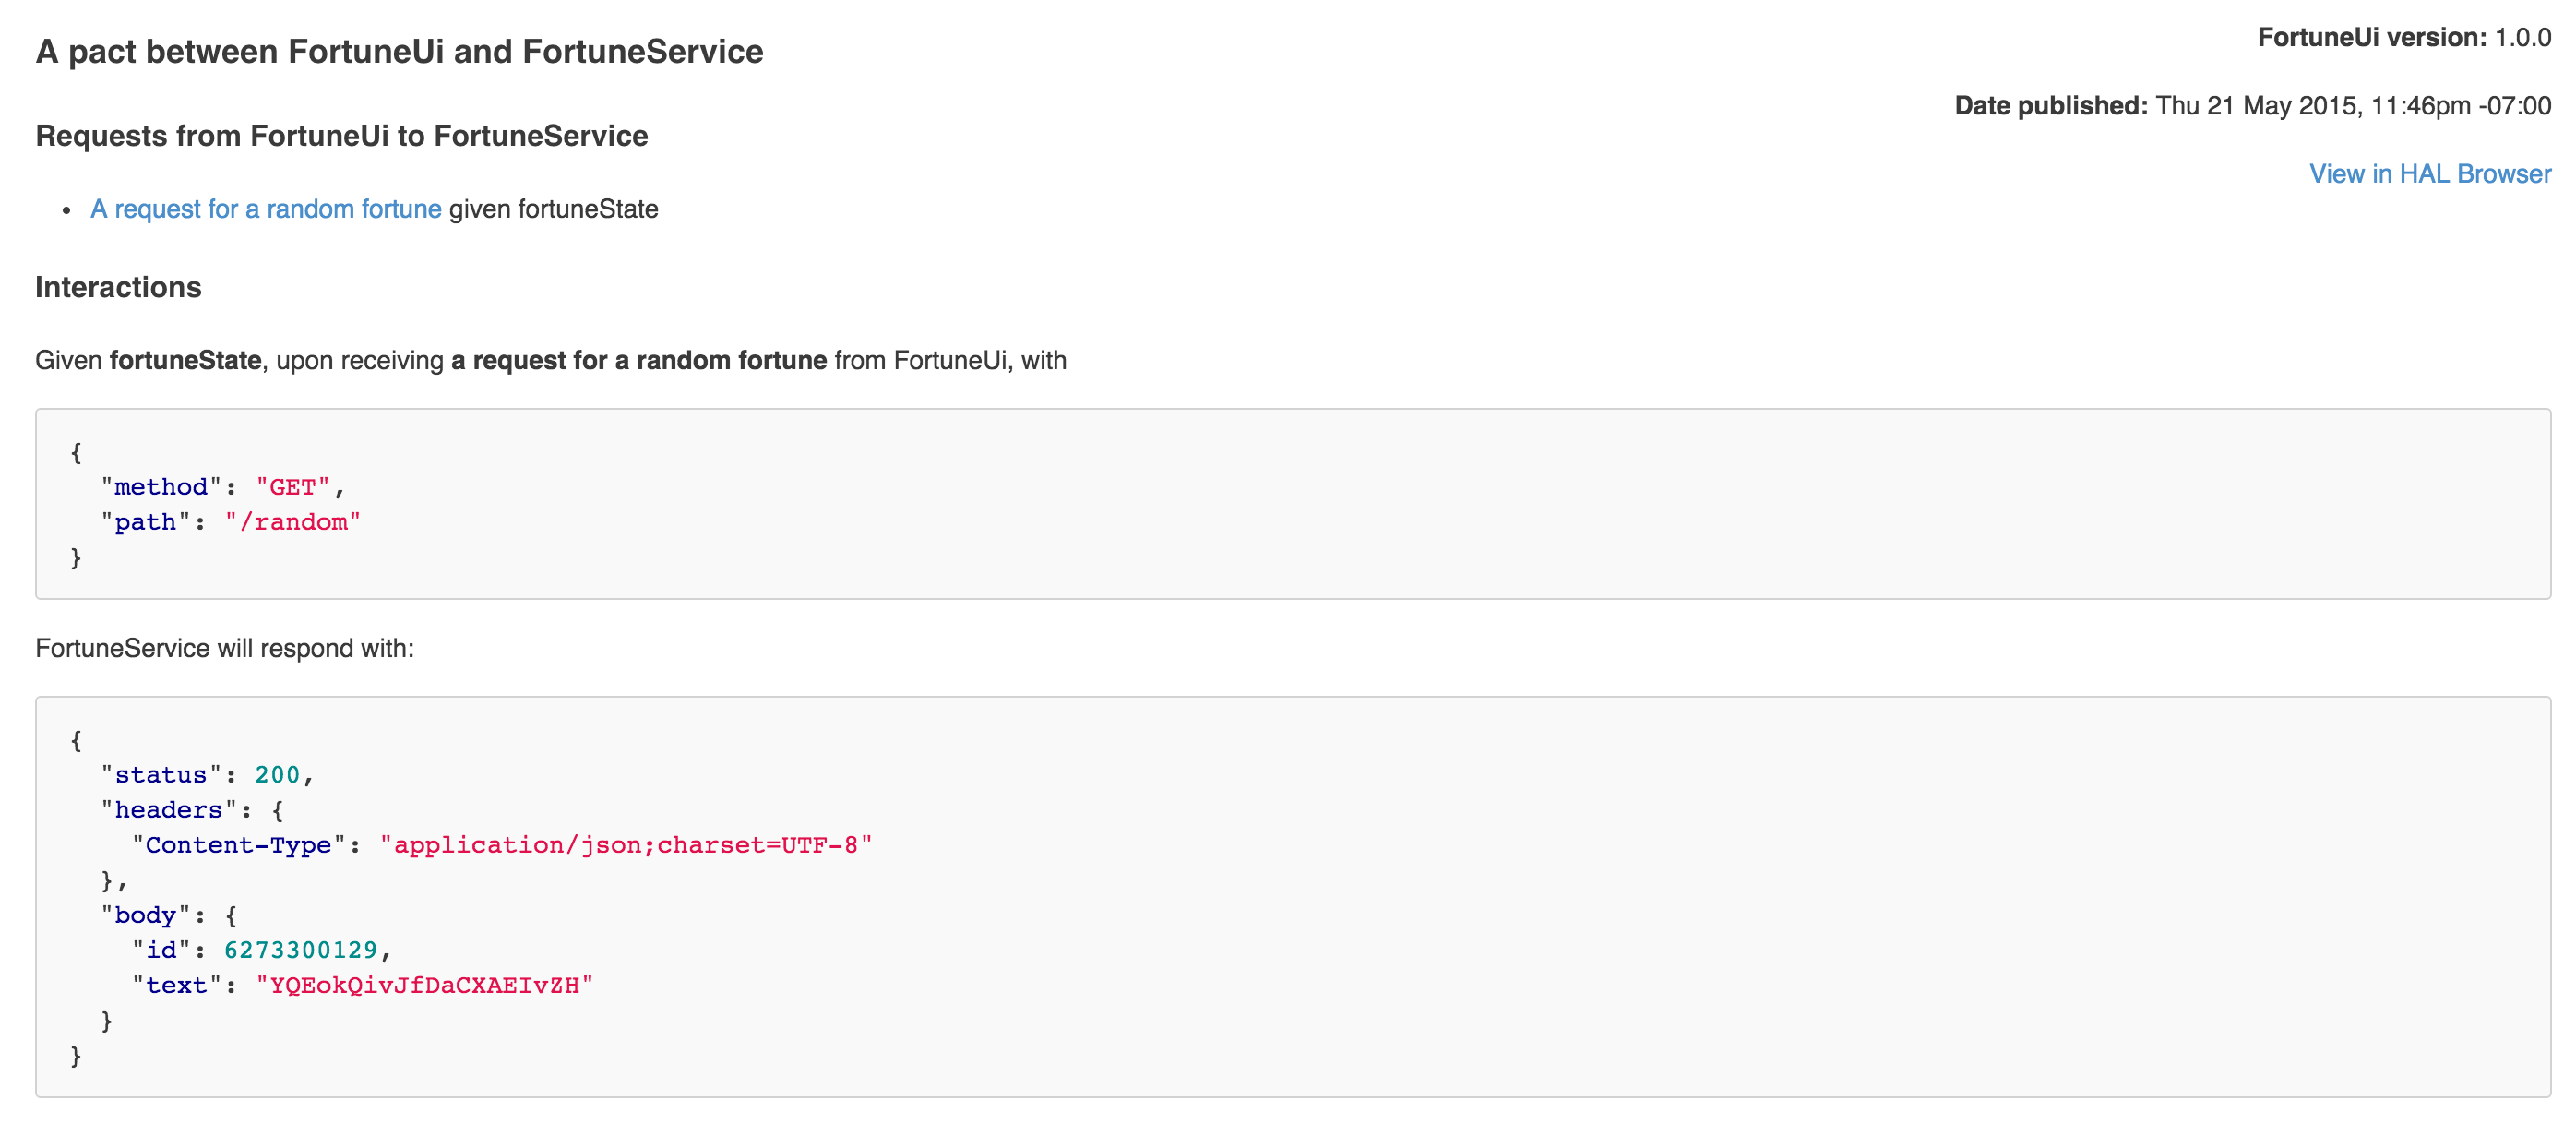 A pact between FortuneUi and FortuneService
FortuneUi version: 1.0.0
Date published: Thu 21 May 2015, 11:46pm -07:00
View in HAL Browser
Requests from FortuneUi to FortuneService
• A request for a random fortune given fortuneState
Interactions
Given fortuneState, upon receiving a request for a random fortune from FortuneUi, with
{
  "method": "GET",
  "path": "/random"
}
FortuneService will respond with:
{
  "status": 200,
  "headers": {
    "Content-Type": "application/json;charset=UTF-8"
  },
  "body": {
    "id": 6273300129,
    "text": "YQEokQivJfDaCXAEIvZH"
  }
}